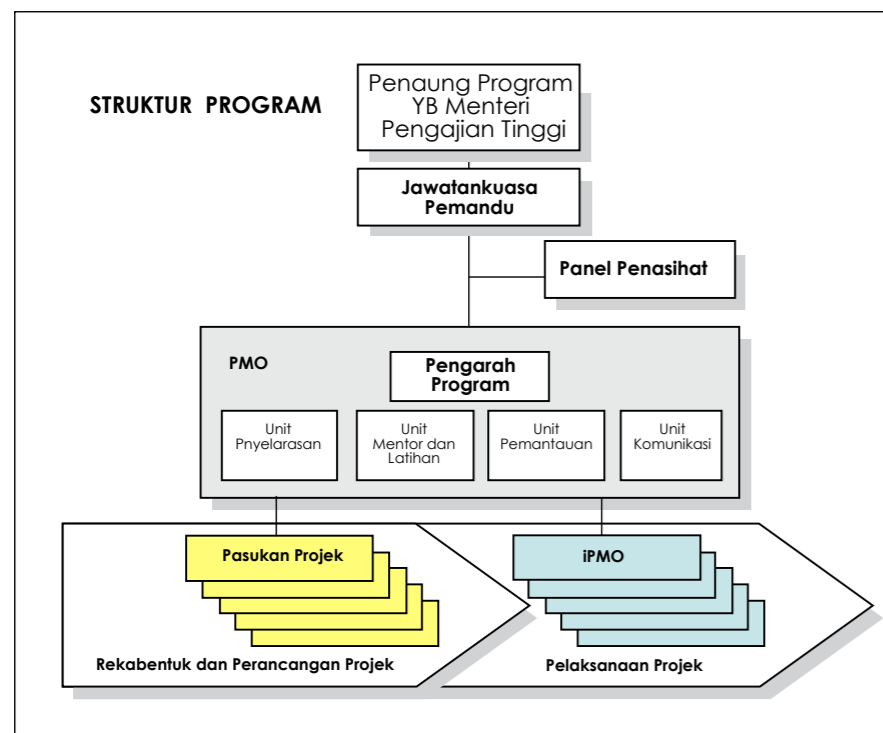 STRUKTUR PROGRAM
Penaung Program
YB Menteri
Pengajian Tinggi
Jawatankuasa
Pemandu
Panel Penasihat
PMO
Pengarah
Program
Unit
Pnyelarasan
Unit
Mentor dan
Latihan
Unit
Pemantauan
Unit
Komunikasi
Pasukan Projek
iPMO
Rekabentuk dan Perancangan Projek
Pelaksanaan Projek